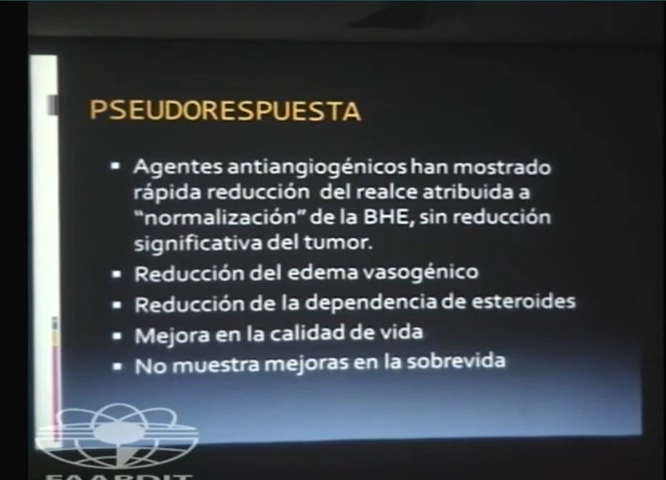 PSEUDORESPUESTA
▪ Agentes antiangiogénicos han mostrado
rápida reducción del realce atribuida a
"normalización" de la BHE, sin reducción
significativa del tumor.
▪ Reducción del edema vasogénico
▪ Reducción de la dependencia de esteroides
▪ Mejora en la calidad de vida
▪ No muestra mejoras en la sobrevida
FAARDIT